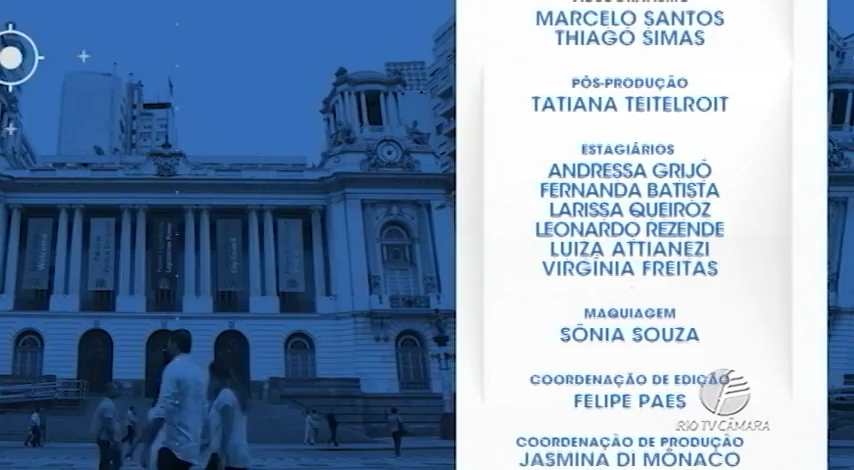 MARCELO SANTOS
THIAGO SIMAS
PÓS-PRODUÇÃO
TATIANA TEITELROIT
ESTAGIÁRIOS
ANDRESSA GRIJÓ
FERNANDA BATISTA
LARISSA QUEIROZ
LEONARDO REZENDE
LUIZA ATTIANEZI
VIRGÍNIA FREITAS
MAQUIAGEM
SÔNIA SOUZA
COORDENAÇÃO DE EDIÇÃO
FELIPE PAES
RIO TV CÂMARA
COORDENAÇÃO DE PRODUÇÃO
JASMINA DI MÔNACO